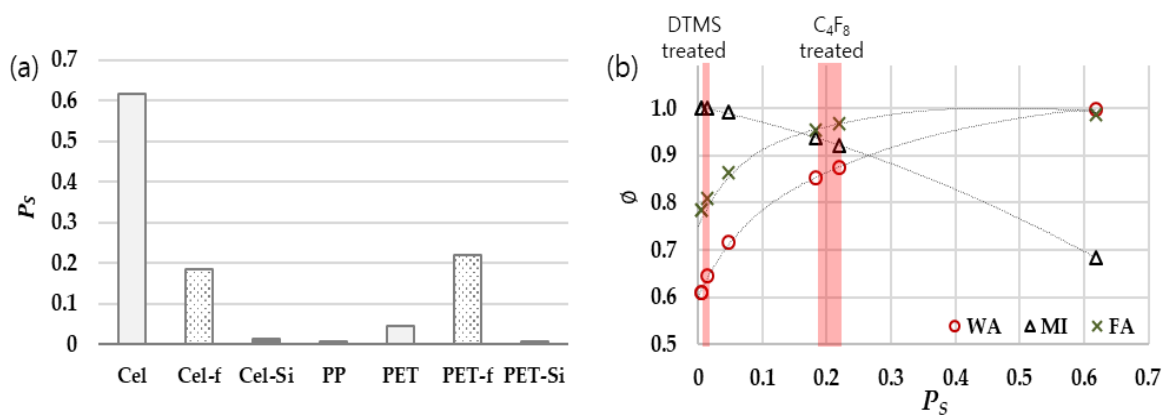 (a)
0.7
0.6
0.5
0.4
0.3
0.2
0.1
0
Ps
Cel Cel-f Cel-Si PP PET PET-f PET-Si
DTMS
treated
C₄F₈
treated
(b)
1.0
0.9
0.8
0.7
0.6
0.5
ø
WA MI FA
0 0.1 0.2 0.3 0.4 0.5 0.6 0.7
Ps